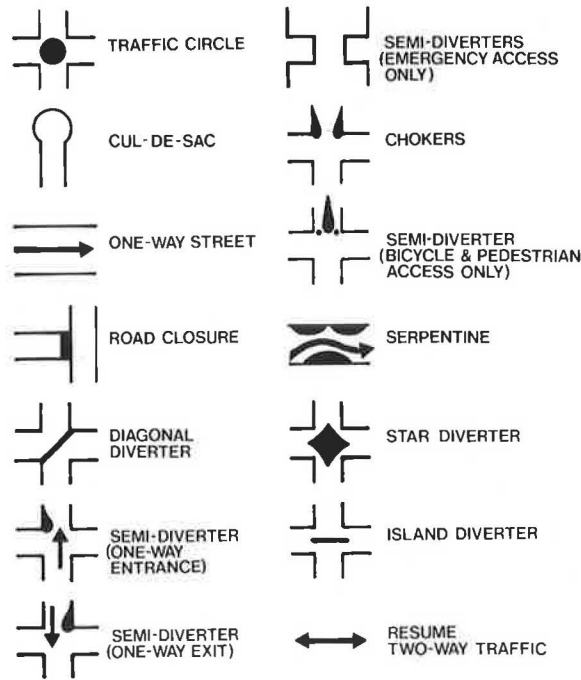 TRAFFIC CIRCLE
CUL-DE-SAC
ONE-WAY STREET
ROAD CLOSURE
DIAGONAL
DIVERTER
SEMI-DIVERTER
(ONE-WAY
ENTRANCE)
SEMI-DIVERTER
(ONE-WAY EXIT)
SEMI-DIVERTERS
(EMERGENCY ACCESS
ONLY)
CHOKERS
SEMI-DIVERTER
(BICYCLE & PEDESTRIAN
ACCESS ONLY)
SERPENTINE
STAR DIVERTER
ISLAND DIVERTER
RESUME
TWO-WAY TRAFFIC